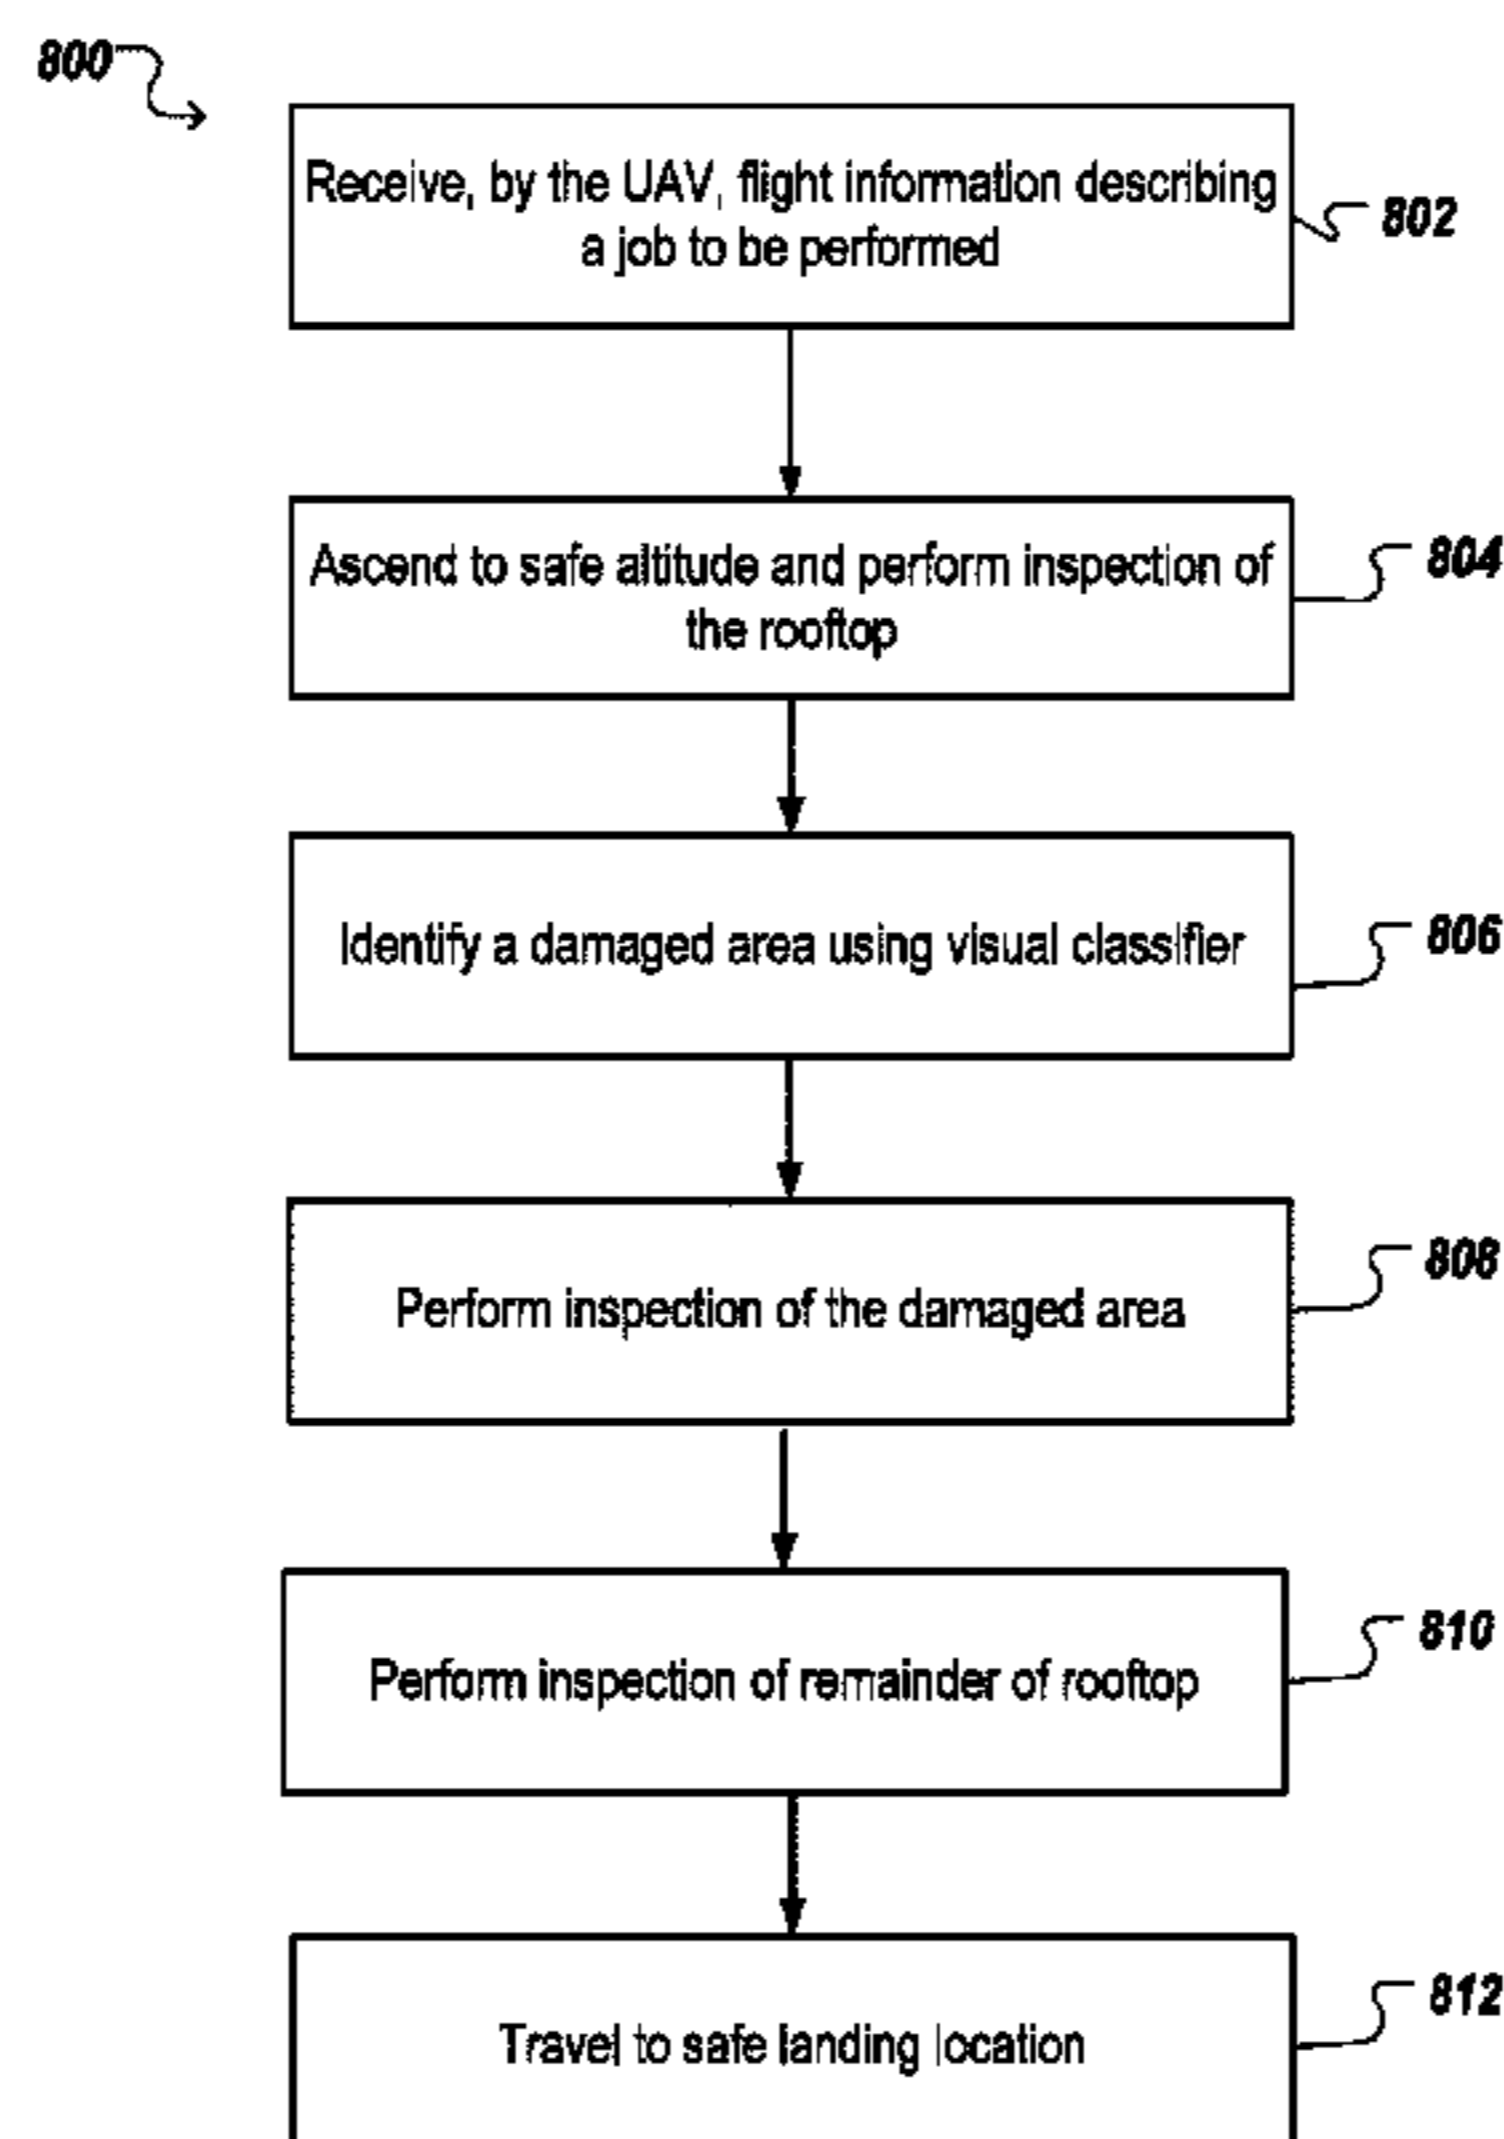 800
Receive, by the UAV, flight information describing
a job to be performed
802
Ascend to safe altitude and perform inspection of
the rooftop
804
Identify a damaged area using visual classifier
806
Perform inspection of the damaged area
808
Perform inspection of remainder of rooftop
810
Travel to safe landing location
812